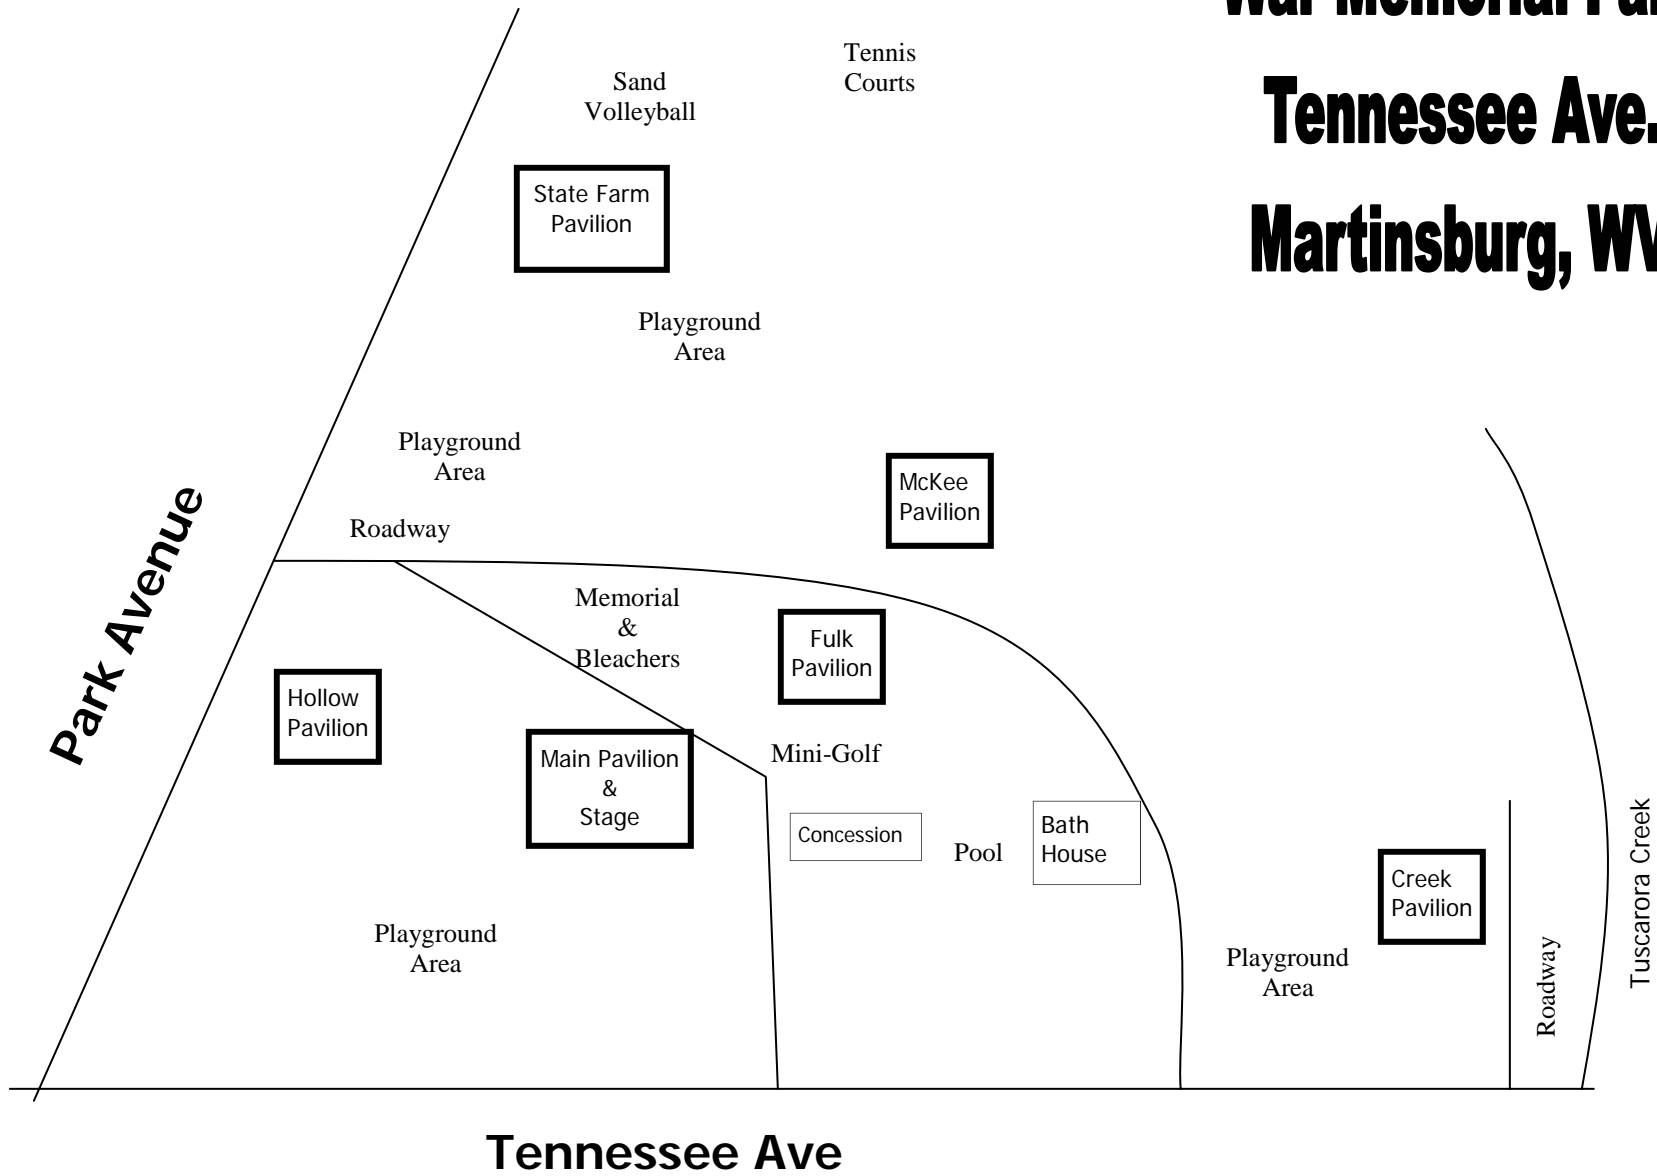 War Memorial Par
Tennessee Ave.
Martinsburg, WV
Tennis
Courts
Sand
Volleyball
State Farm
Pavilion
Playground
Area
Playground
Area
McKee
Pavilion
Roadway
Park Avenue
Memorial
&
Bleachers
Fulk
Pavilion
Hollow
Pavilion
Main Pavilion
&
Stage
Mini-Golf
Concession
Pool
Bath
House
Creek
Pavilion
Playground
Area
Playground
Area
Roadway
Tuscarora Creek
Tennessee Ave